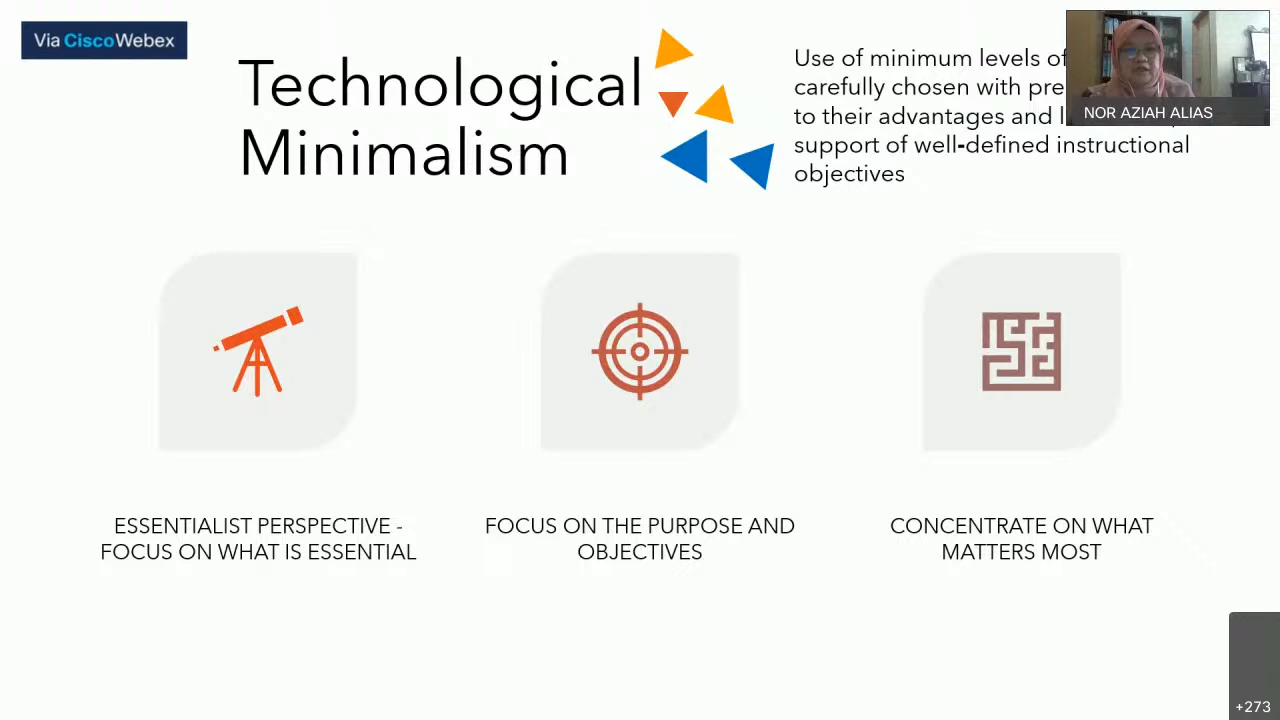 Via Cisco Webex
Technological
Minimalism
Use of minimum levels of
carefully chosen with
to their advantages and
support of well-defined instructional
objectives
NOR AZIAH ALIAS
ESSENTIALIST PERSPECTIVE -
FOCUS ON WHAT IS ESSENTIAL
FOCUS ON THE PURPOSE AND
OBJECTIVES
CONCENTRATE ON WHAT
MATTERS MOST
+273